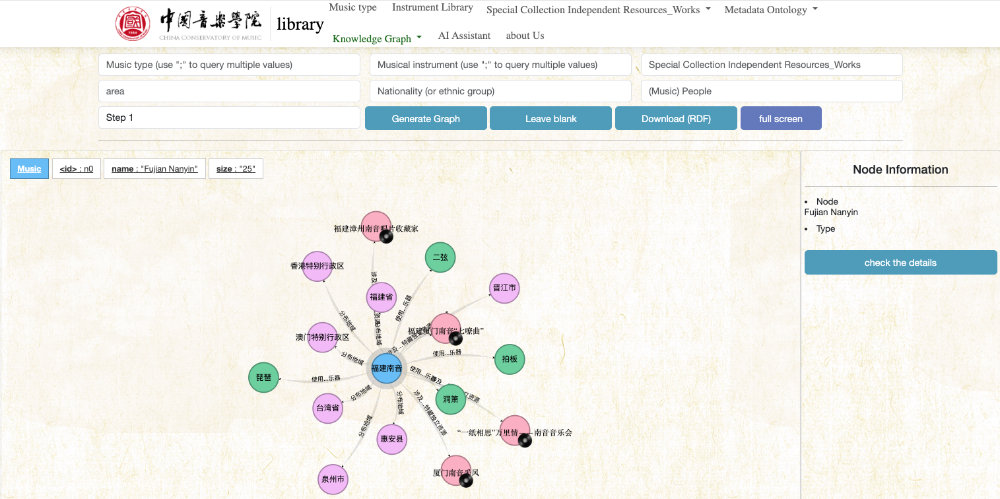 Music type
Instrument Library
Special Collection Independent Resources_Works
Metadata Ontology
中国音乐学院
CHINA CONSERVATORY OF MUSIC
1964
library
Knowledge Graph
AI Assistant
about Us
Music type (use ";" to query multiple values)
Musical instrument (use ";" to query multiple values)
Special Collection Independent Resources_Works
area
Nationality (or ethnic group)
(Music) People
Step 1
Generate Graph
Leave blank
Download (RDF)
full screen
Music
<id> : n0
name : "Fujian Nanyin"
size : "25"
Node Information
Node
Fujian Nanyin
Type
check the details
福建漳州南音唱片收藏家
二弦
香港特别行政区
涉及
晋江市
福建省
使用...乐器
分布地域
资源
分布地域
福建厦门南音“七嘹曲”
澳门特别行政区
涉及...特藏独立资源
使用...乐器
分布地域
拍板
福建南音
使用...乐器
涉及...
琵琶
使用...乐器
分布地域
洞箫
立资源
台湾省
分布地域
涉及...特藏独立资源
“一纸相思”万里情——南音音乐会
分布地域
惠安县
厦门南音采风
泉州市